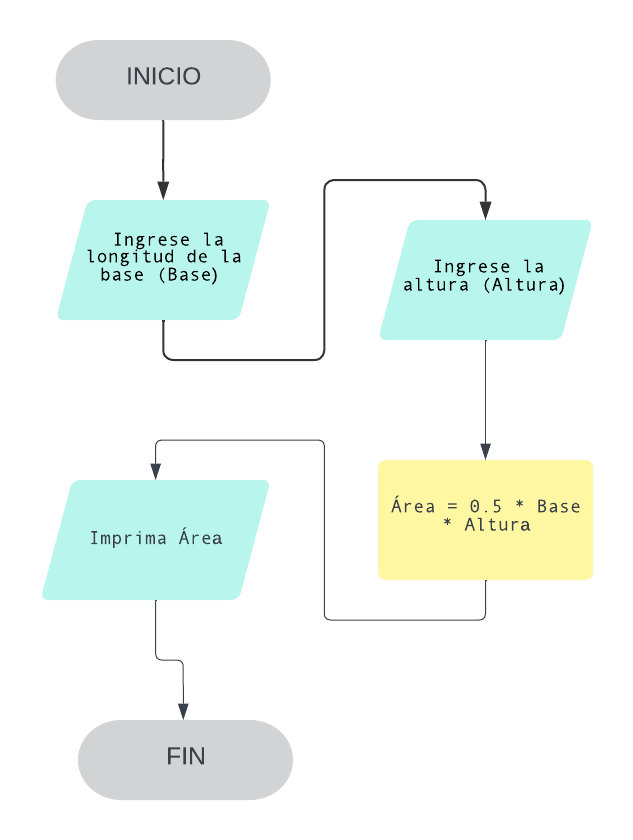 INICIO
Ingrese la
longitud de la
base (Base)
Ingrese la
altura (Altura)
Área = 0.5 * Base
* Altura
Imprima Área
FIN